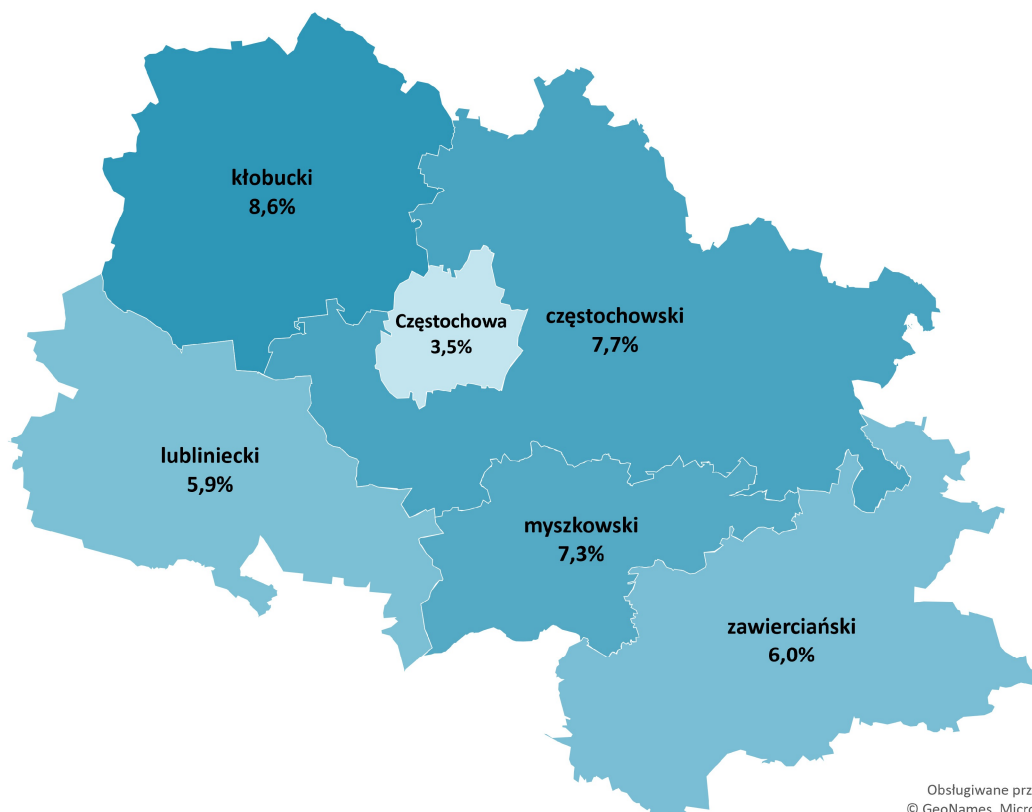 kłobucki
8,6%
Częstochowa
3,5%
częstochowski
7,7%
lubliniecki
5,9%
myszkowski
7,3%
zawierciański
6,0%
Obsługiwane prz
© GeoNames, Micro